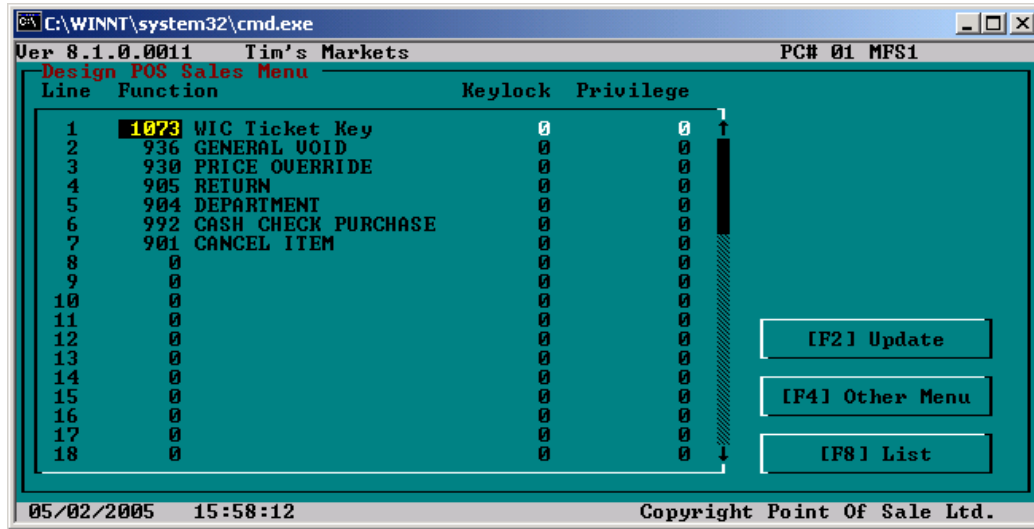 C:\WINNT\system32\cmd.exe
Ver 8.1.0.0011 Tim's Markets PC# 01 MFS1
Design POS Sales Menu
Line Function Keylock Privilege
1 1073 WIC Ticket Key 0 0
2 936 GENERAL VOID 0 0
3 930 PRICE OVERRIDE 0 0
4 905 RETURN 0 0
5 904 DEPARTMENT 0 0
6 992 CASH CHECK PURCHASE 0 0
7 901 CANCEL ITEM 0 0
8 0 0 0
9 0 0 0
10 0 0 0
11 0 0 0
12 0 0 0 [F2] Update
13 0 0 0
14 0 0 0
15 0 0 0 [F4] Other Menu
16 0 0 0
17 0 0 0
18 0 0 0 [F8] List
05/02/2005 15:58:12 Copyright Point Of Sale Ltd.